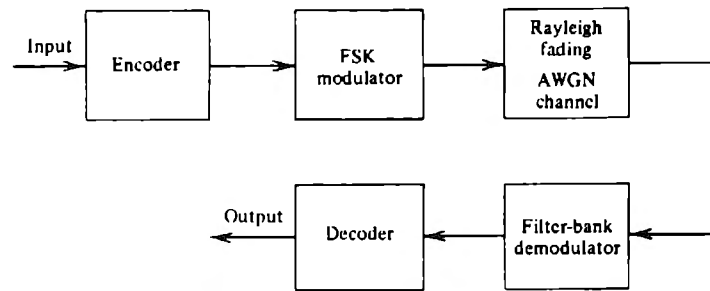 Input
Encoder
FSK
modulator
Rayleigh
fading
AWGN
channel
Output
Decoder
Filter-bank
demodulator